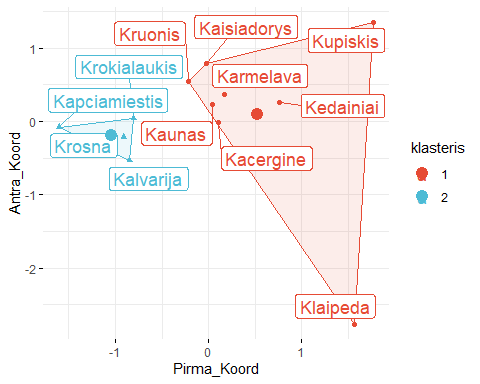 Kaisiadorys
Kruonis
Kupiskis
1
Krokialaukis
Karmelava
Kapciamiestis
Kedainiai
0
Kaunas
Krosna
Kacergine
Kalvarija
-1
-2
Klaipeda
-1
0
1
Pirma_Koord
Antra_Koord
klasteris
1
2